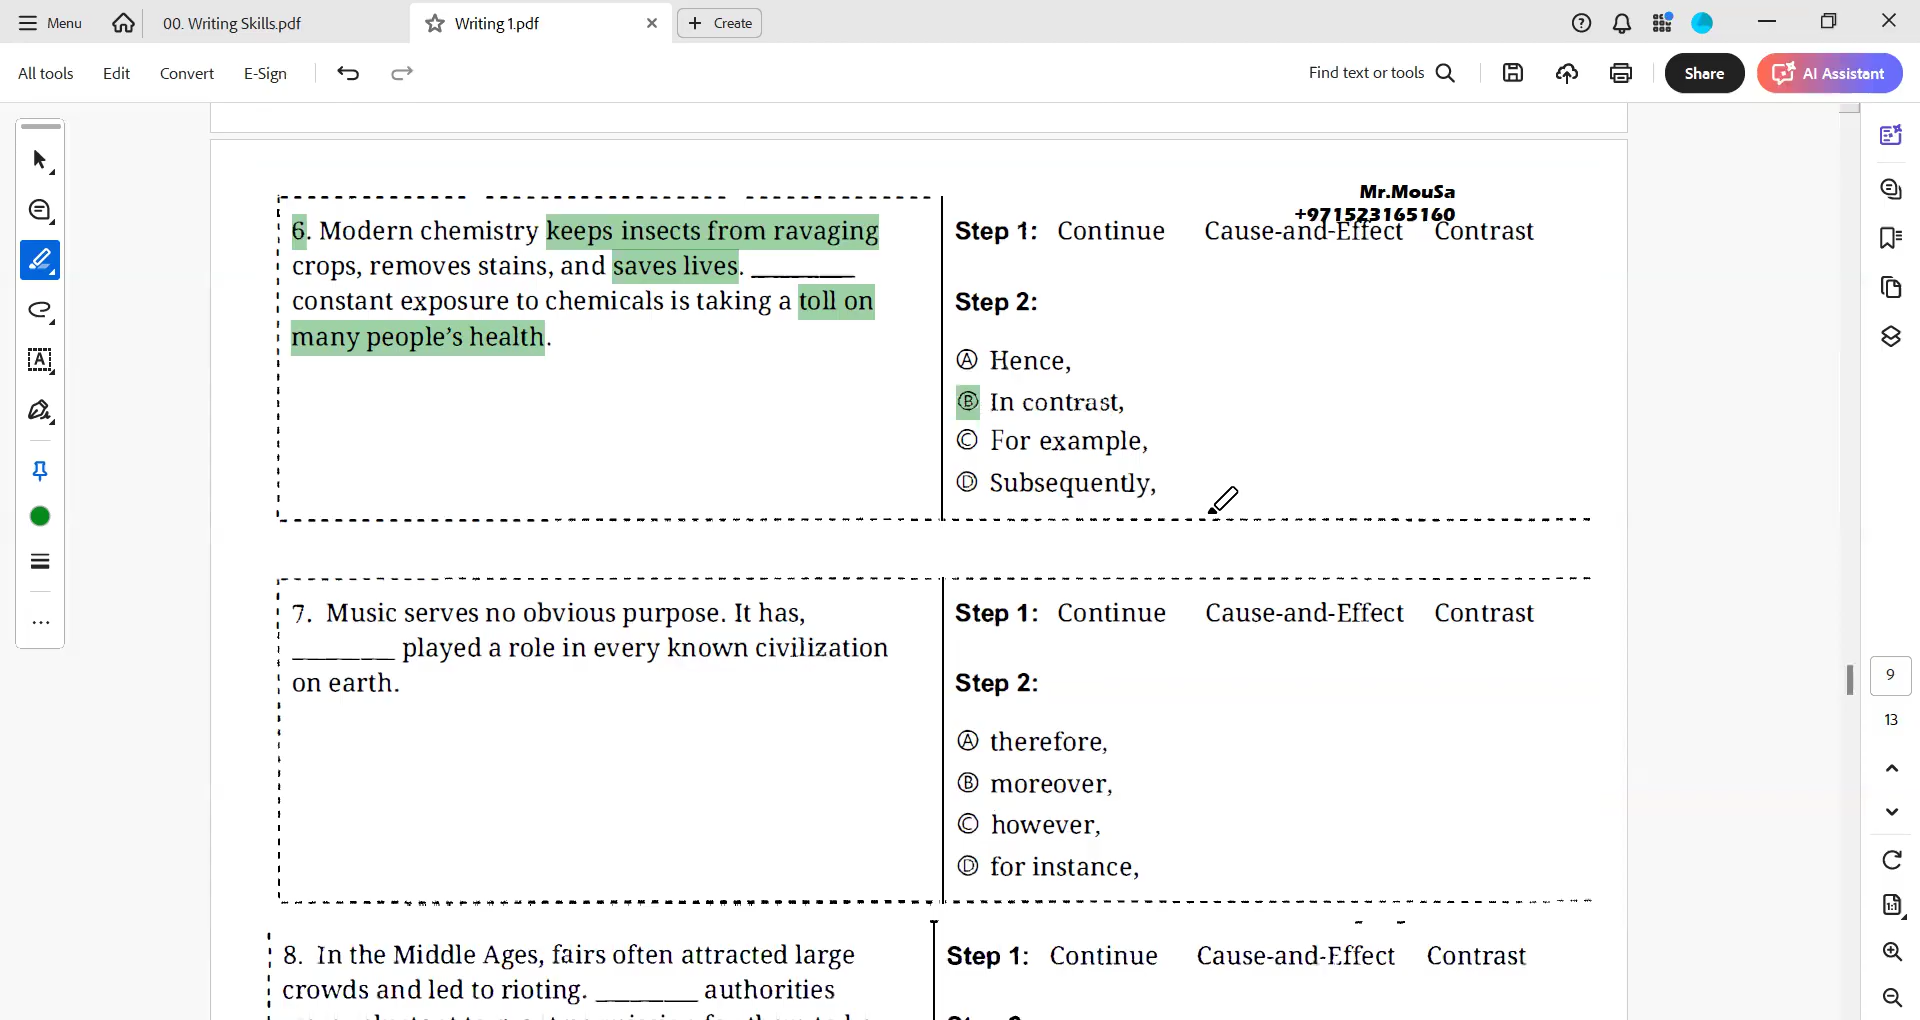 Menu
00. Writing Skills.pdf
Writing 1.pdf
Create
All tools
Edit
Convert
E-Sign
Find text or tools
Share
AI Assistant
6. Modern chemistry keeps insects from ravaging
crops, removes stains, and saves lives. ________
constant exposure to chemicals is taking a toll on
many people's health.
Mr.MouSa
+971523165160
Step 1: Continue Cause-and-Effect Contrast
Step 2:
Ⓐ Hence,
Ⓑ In contrast,
Ⓒ For example,
Ⓓ Subsequently,
7. Music serves no obvious purpose. It has,
________ played a role in every known civilization
on earth.
Step 1: Continue Cause-and-Effect Contrast
Step 2:
Ⓐ therefore,
Ⓑ moreover,
Ⓒ however,
Ⓓ for instance,
8. In the Middle Ages, fairs often attracted large
crowds and led to rioting. ________ authorities
Step 1: Continue Cause-and-Effect Contrast
9
13